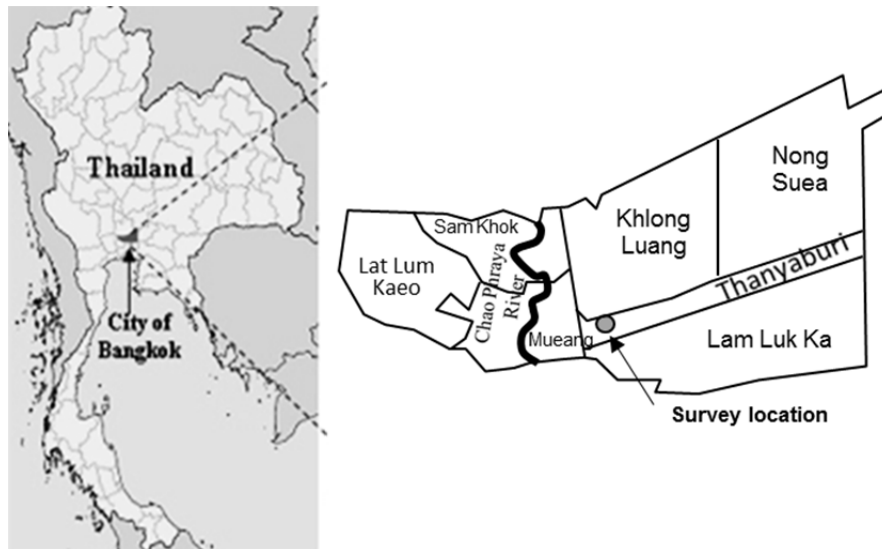 Thailand
City of
Bangkok
Nong
Suea
Khlong
Luang
Sam Khok
Lat Lum
Kaeo
Chao Phraya
River
Thanyaburi
Mueang
Lam Luk Ka
Survey location